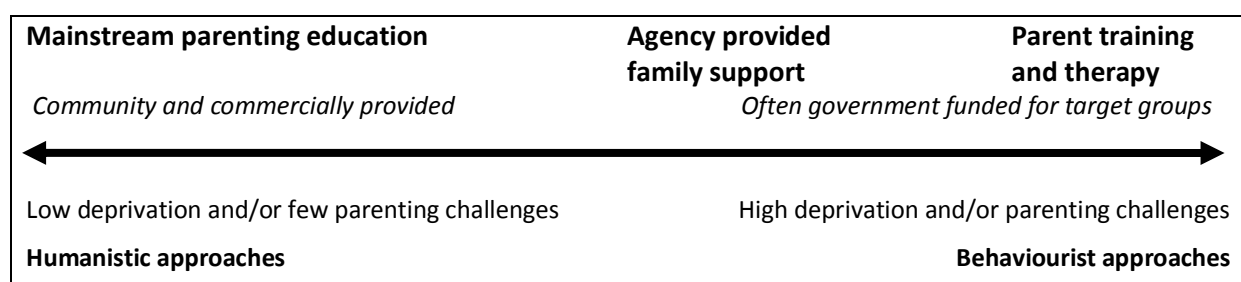 Mainstream parenting education Agency provided Parent training
family support and therapy
Community and commercially provided Often government funded for target groups
Low deprivation and/or few parenting challenges High deprivation and/or parenting challenges
Humanistic approaches Behaviourist approaches